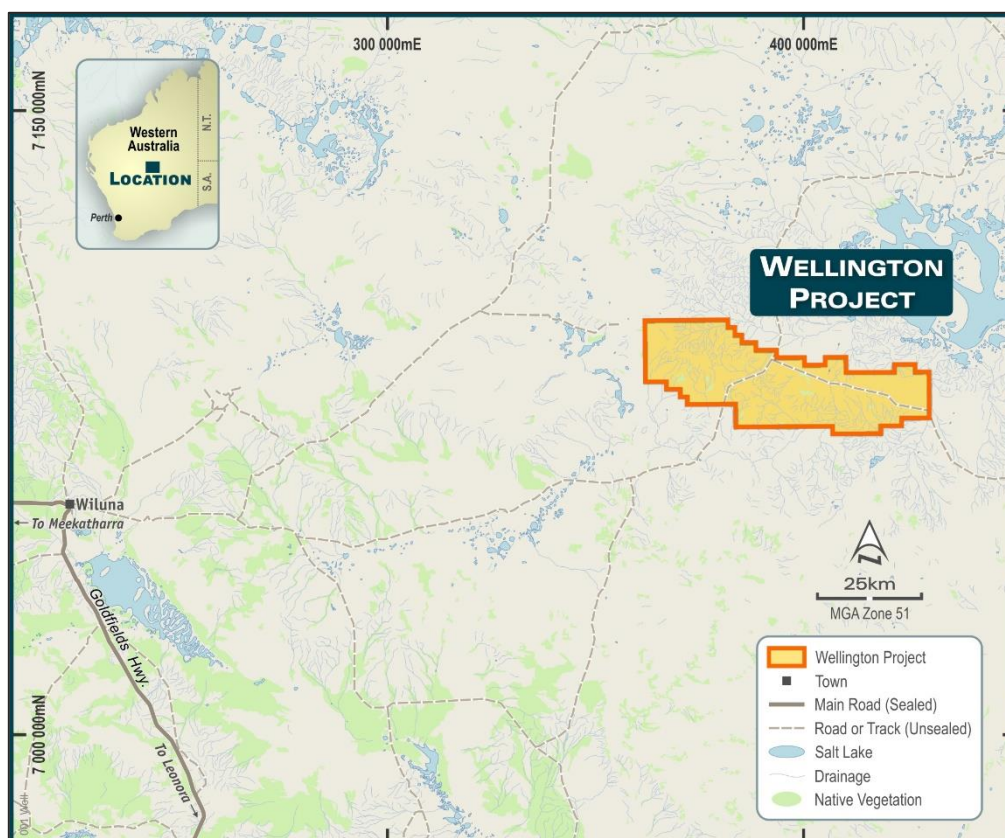 300 000mE
400 000mE
7 150 000mN
Western
Australia
LOCATION
N.T.
S.A.
Perth
WELLINGTON
PROJECT
Wiluna
To Meekatharra
Goldfields Hwy.
To Leonora
25km
MGA Zone 51
7 000 000mN
Wellington Project
Town
Main Road (Sealed)
Road or Track (Unsealed)
Salt Lake
Drainage
Native Vegetation